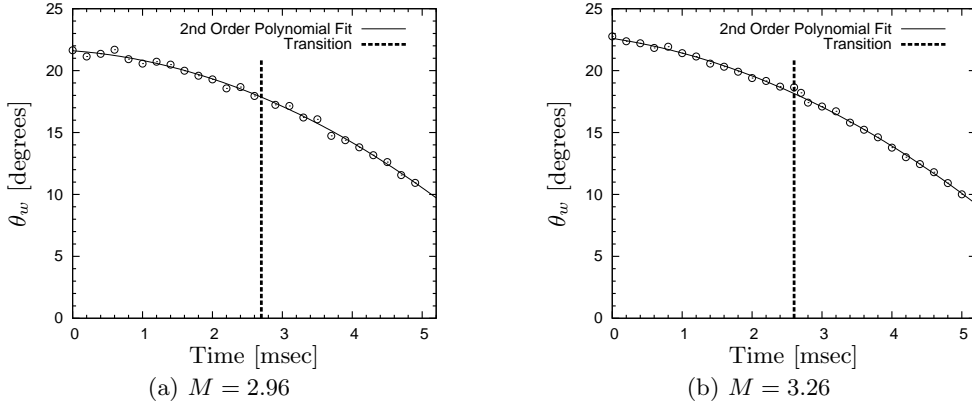 25
20
15
10
5
0
θw [degrees]
2nd Order Polynomial Fit
Transition
0 1 2 3 4 5
Time [msec]
(a) M = 2.96
25
20
15
10
5
0
θw [degrees]
2nd Order Polynomial Fit
Transition
0 1 2 3 4 5
Time [msec]
(b) M = 3.26